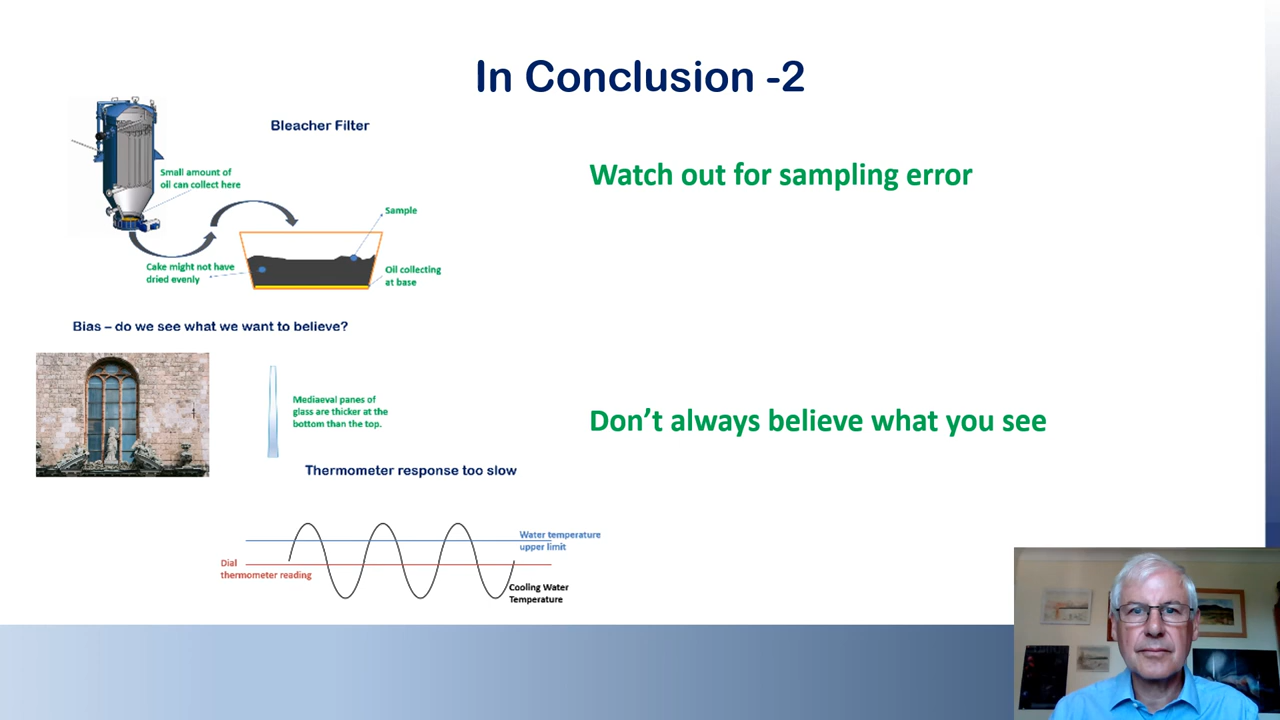 In Conclusion -2
Bleacher Filter
Small amount of
oil can collect here
Sample
Cake might not have
dried evenly
Oil collecting
at base
Watch out for sampling error
Bias – do we see what we want to believe?
Mediaeval panes of
glass are thicker at the
bottom than the top.
Don't always believe what you see
Thermometer response too slow
Water temperature
upper limit
Dial
thermometer reading
Cooling Water
Temperature